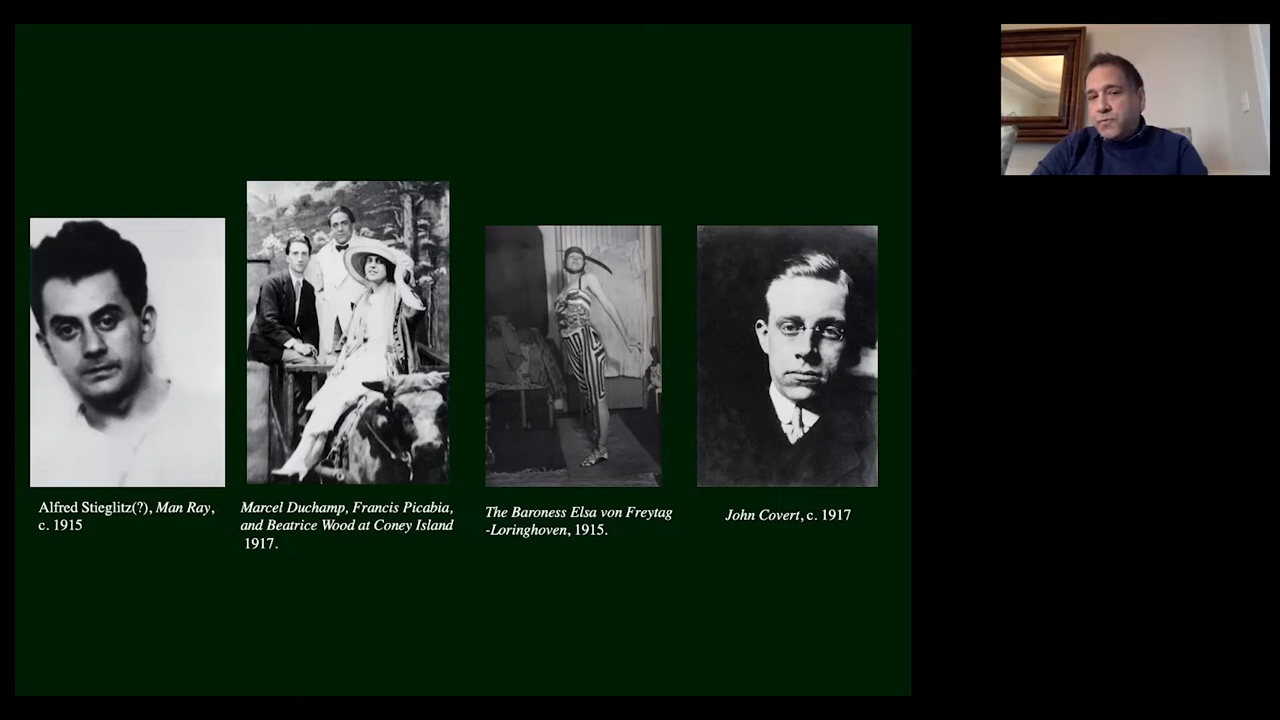 Alfred Stieglitz(?), Man Ray,
c. 1915
Marcel Duchamp, Francis Picabia,
and Beatrice Wood at Coney Island
1917.
The Baroness Elsa von Freytag
-Loringhoven, 1915.
John Covert, c. 1917